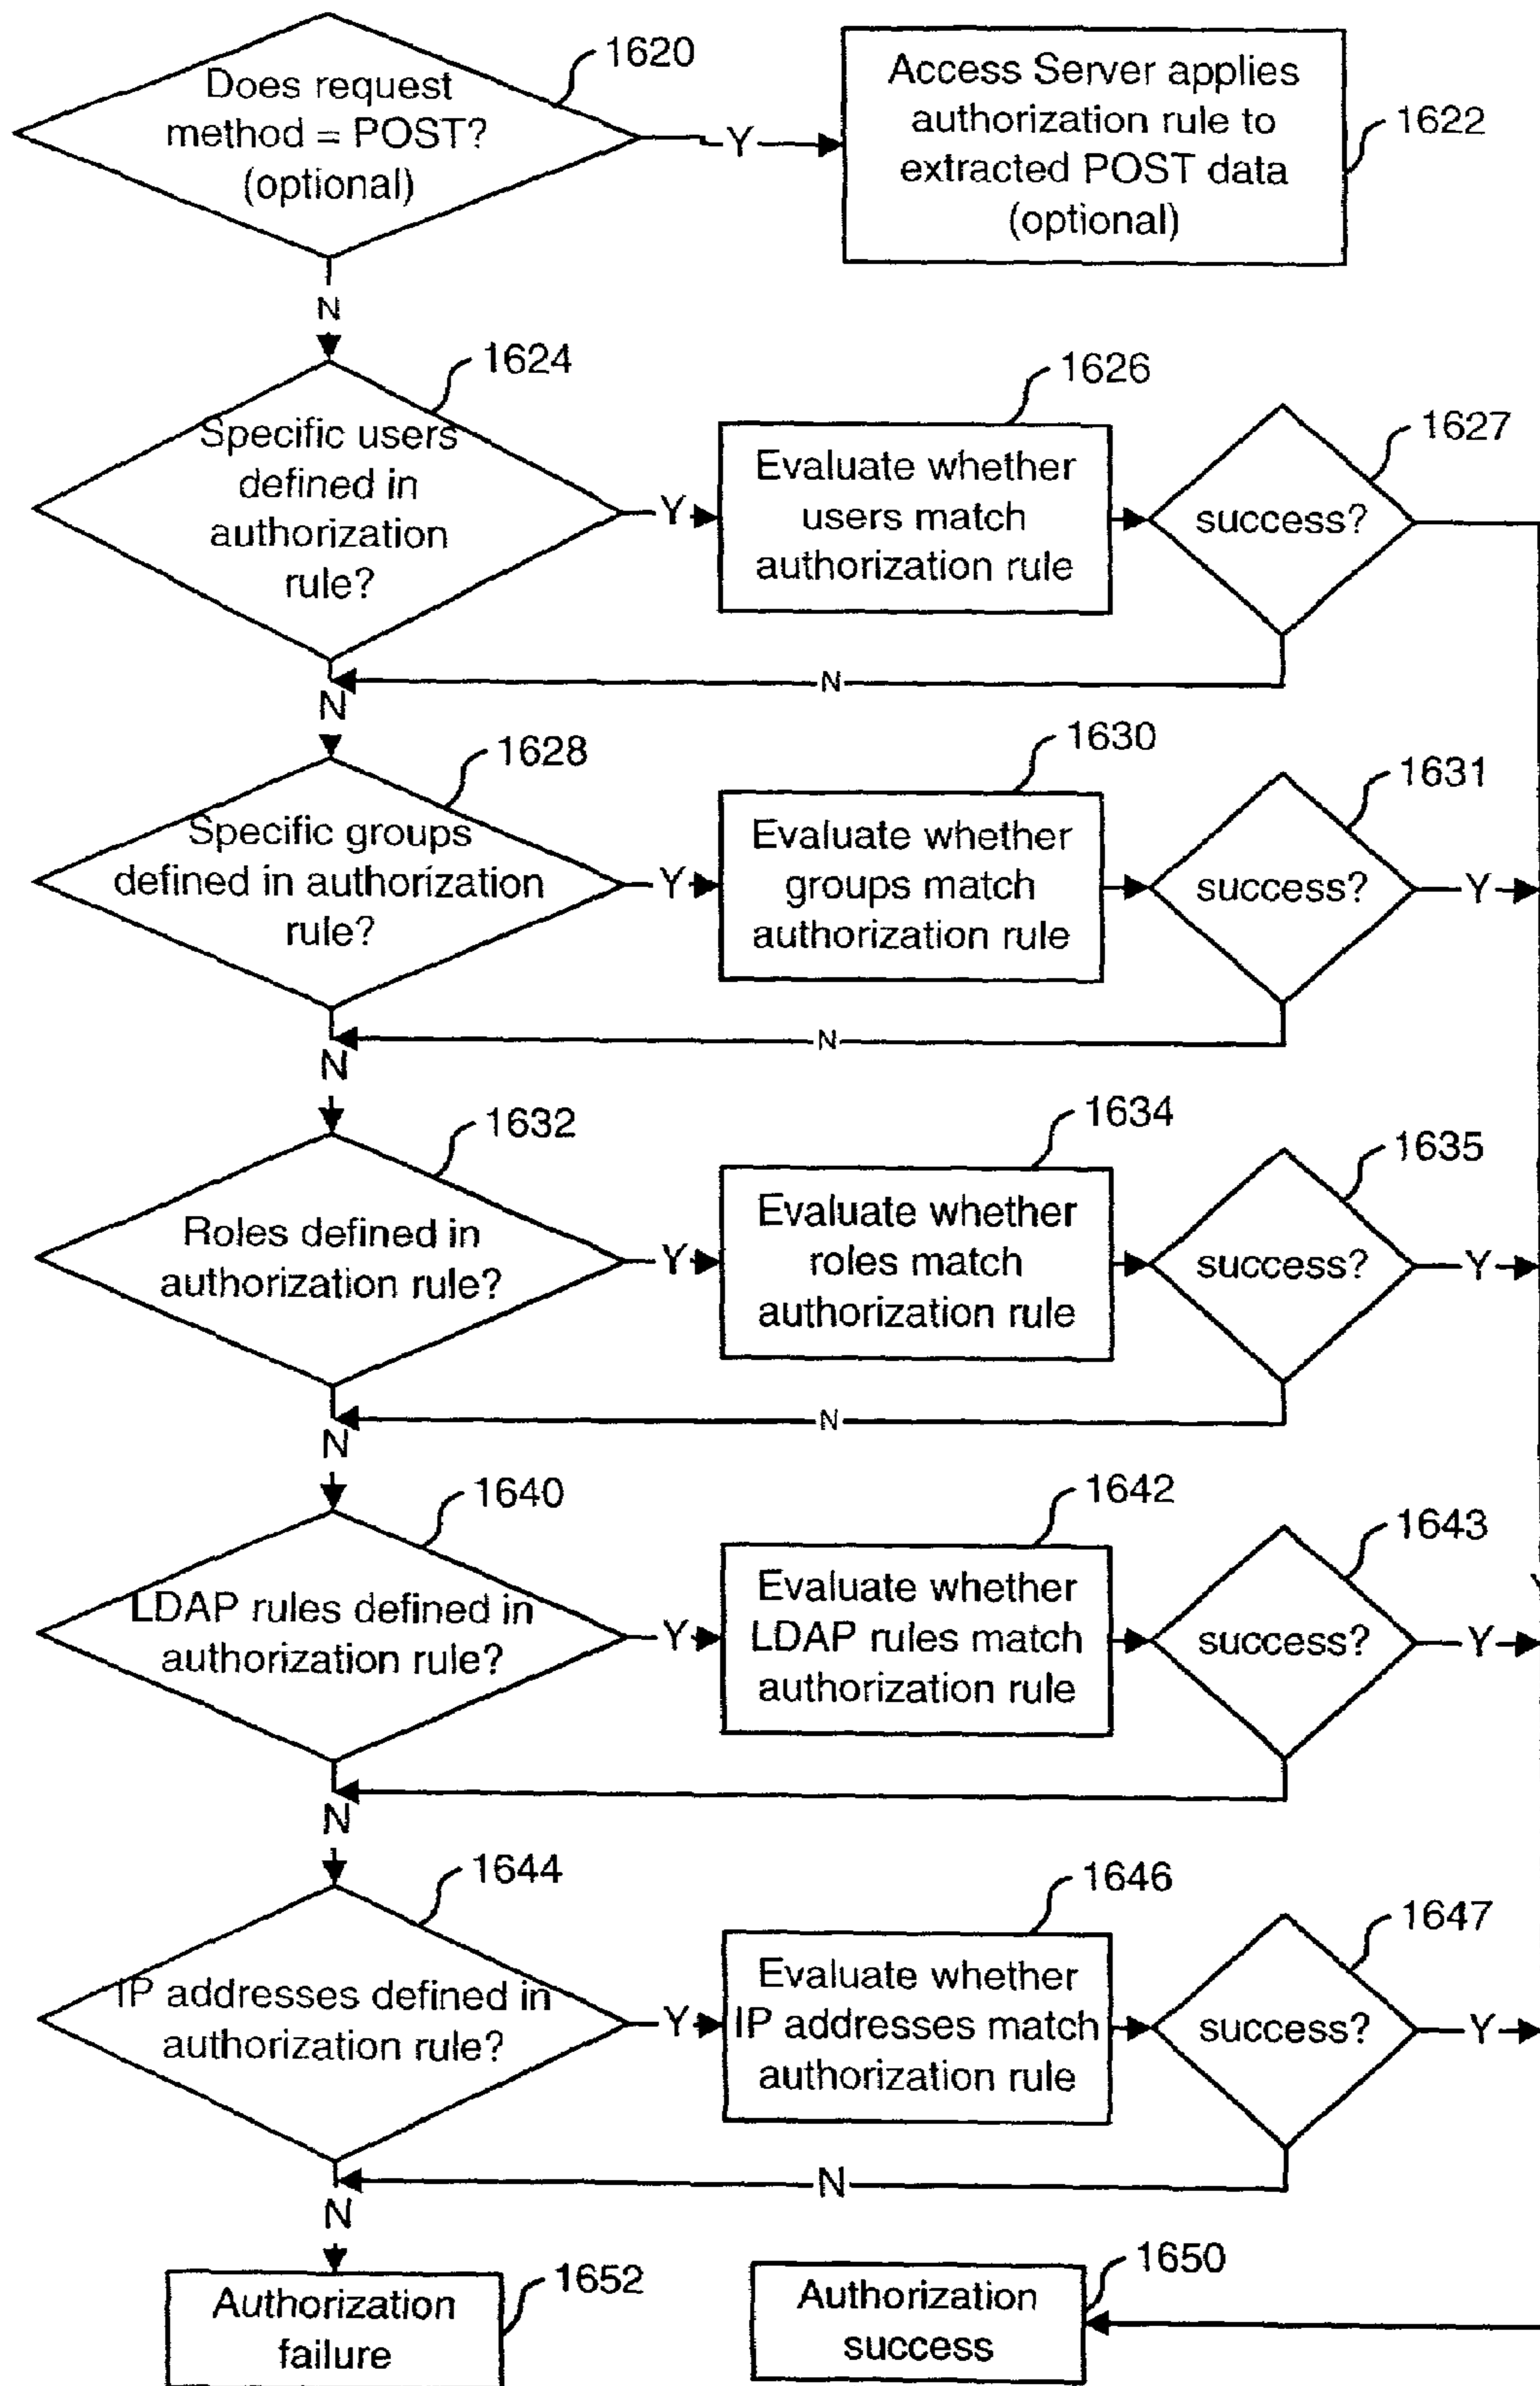 1620
Does request
method = POST?
(optional)
Y
Access Server applies
authorization rule to
extracted POST data
(optional)
1622
N
1624
Specific users
defined in
authorization
rule?
Y
1626
Evaluate whether
users match
authorization rule
1627
success?
N
N
1628
Specific groups
defined in authorization
rule?
Y
1630
Evaluate whether
groups match
authorization rule
1631
success?
Y
N
N
1632
Roles defined in
authorization rule?
Y
1634
Evaluate whether
roles match
authorization rule
1635
success?
Y
N
N
1640
LDAP rules defined in
authorization rule?
Y
1642
Evaluate whether
LDAP rules match
authorization rule
1643
success?
Y
N
1644
IP addresses defined in
authorization rule?
Y
1646
Evaluate whether
IP addresses match
authorization rule
1647
success?
Y
N
N
1652
Authorization
failure
1650
Authorization
success